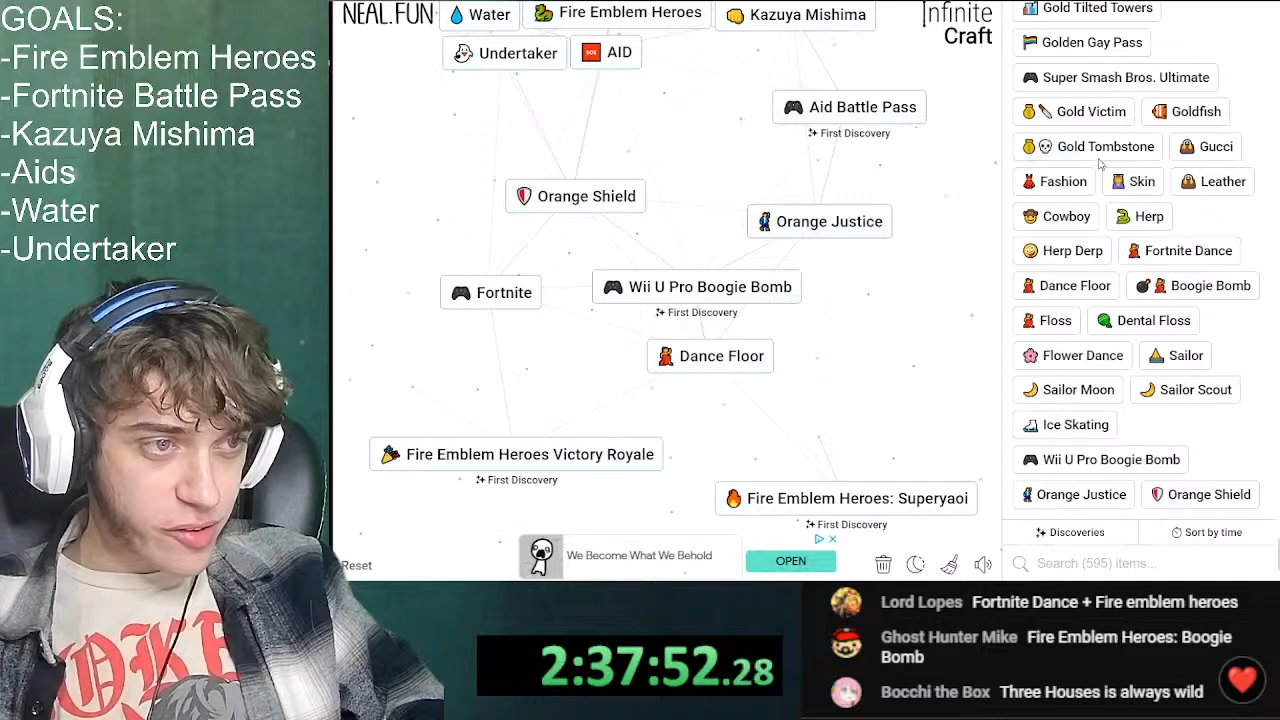 GOALS:
-Fire Emblem Heroes
-Fortnite Battle Pass
-Kazuya Mishima
-Aids
-Water
-Undertaker
NEAL.FUN
Water
Fire Emblem Heroes
Kazuya Mishima
Infinite
Craft
Undertaker
SOS
AID
Aid Battle Pass
First Discovery
Orange Shield
Orange Justice
Fortnite
Wii U Pro Boogie Bomb
First Discovery
Dance Floor
Fire Emblem Heroes Victory Royale
First Discovery
Fire Emblem Heroes: Superyaoi
First Discovery
Reset
We Become What We Behold
OPEN
Gold Tilted Towers
Golden Gay Pass
Super Smash Bros. Ultimate
Gold Victim
Goldfish
Gold Tombstone
Gucci
Fashion
Skin
Leather
Cowboy
Herp
Herp Derp
Fortnite Dance
Dance Floor
Boogie Bomb
Floss
Dental Floss
Flower Dance
Sailor
Sailor Moon
Sailor Scout
Ice Skating
Wii U Pro Boogie Bomb
Orange Justice
Orange Shield
Discoveries
Sort by time
Search (595) items...
2:37:52.28
Lord Lopes Fortnite Dance + Fire emblem heroes
Ghost Hunter Mike Fire Emblem Heroes: Boogie
Bomb
Bocchi the Box Three Houses is always wild